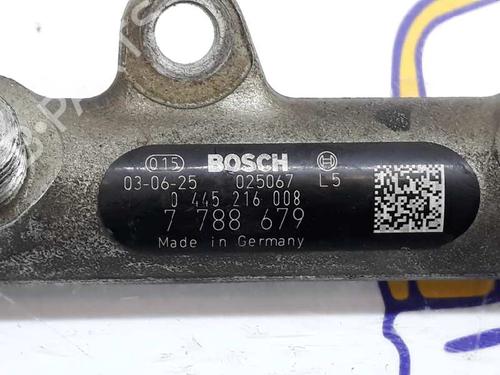 015 BOSCH
03-06-25 025067 L5
0 445 216 008
7 788 679
Made in Germany